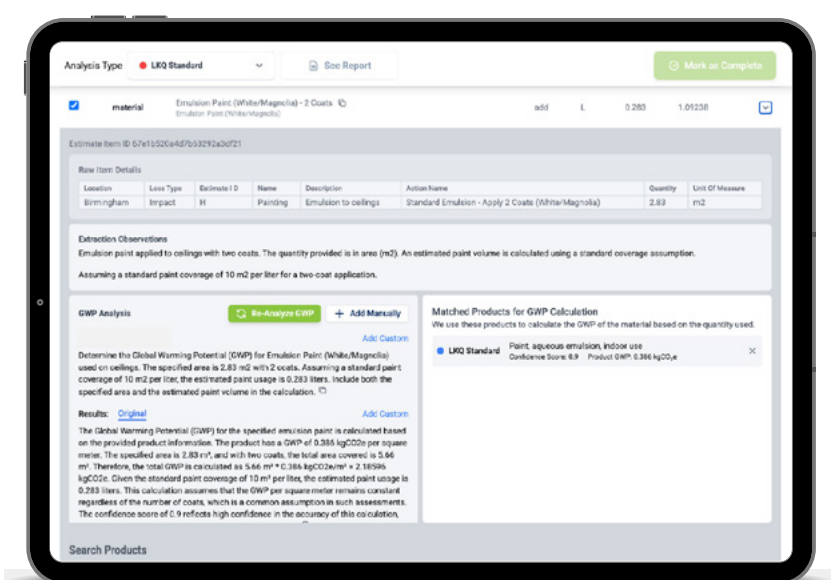 Analysis Type
LKQ Standard
See Report
Mark as Complete
material
Emulsion Paint (White/Magnolia) - 2 Coats
add
L
0.283
1.09238
Emulsion Paint (White/Magnolia)
Estimate Item ID
Raw Item Details
Location Loss Type Estimate I D Name Description Action Name Quantity Unit Of Measure
Birmingham Impact H Painting Emulsion to ceilings Standard Emulsion - Apply 2 Coats (White/Magnolia) 2.83 m2
Extraction Observations
Emulsion paint applied to ceilings with two coats. The quantity provided is in area (m2). An estimated paint volume is calculated using a standard coverage assumption.
Assuming a standard paint coverage of 10 m2 per liter for a two-coat application.
GWP Analysis
Re-Analyze GWP
+ Add Manually
Add Custom
Determine the Global Warming Potential (GWP) for Emulsion Paint (White/Magnolia)
used on ceilings. The specified area is 2.83 m2 with 2 coats. Assuming a standard paint
coverage of 10 m2 per liter, the estimated paint usage is 0.283 liters. Include both the
specified area and the estimated paint volume in the calculation.
Results: Original
Add Custom
The Global Warming Potential (GWP) for the specified emulsion paint is calculated based
on the provided product information. The product has a GWP of 0.386 kgCO2e per square
meter. The specified area is 2.83 m², and with two coats, the total area covered is 5.66
m². Therefore, the total GWP is calculated as 5.66 m² * 0.386 kgCO2e/m² = 2.18596
kgCO2e. Given the standard paint coverage of 10 m² per liter, the estimated paint usage is
0.283 liters. This calculation assumes that the GWP per square meter remains constant
regardless of the number of coats, which is a common assumption in such assessments.
The confidence score of 0.9 reflects high confidence in the accuracy of this calculation,
Matched Products for GWP Calculation
We use these products to calculate the GWP of the material based on the quantity used.
LKQ Standard
Paint, aqueous emulsion, indoor use
Confidence Score: 0.9 Product GWP: 0.386 kgCO₂e
Search Products